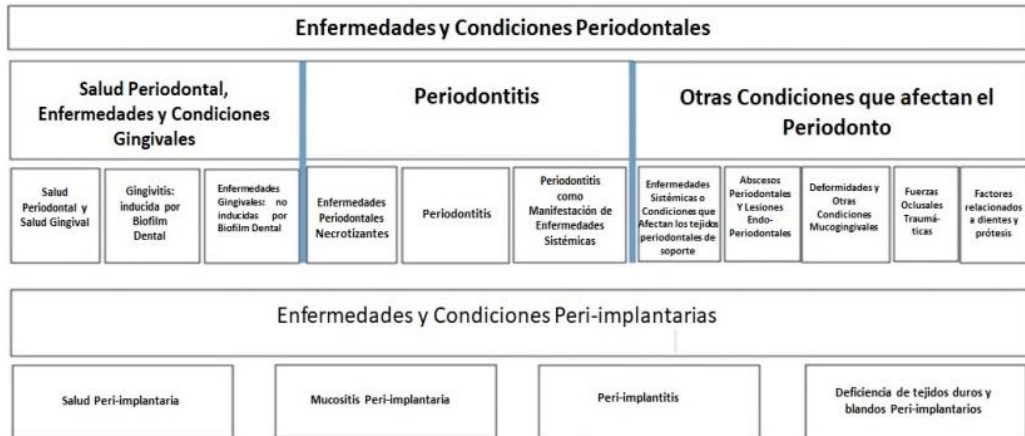 Enfermedades y Condiciones Periodontales
Salud Periodontal,
Enfermedades y Condiciones
Gingivales
Periodontitis
Otras Condiciones que afectan el
Periodonto
Salud
Periodontal y
Salud Gingival
Gingivitis:
inducida por
Biofilm
Dental
Enfermedades
Gingivales: no
inducidas por
Biofilm Dental
Enfermedades
Periodontales
Necrotizantes
Periodontitis
Periodontitis
como
Manifestación de
Enfermedades
Sistémicas
Enfermedades
Sistémicas o
Condiciones que
Afectan los tejidos
periodontales de
soporte
Abscesos
Periodontales
Y Lesiones
Endo-
Periodontales
Deformidades y
Otras
Condiciones
Mucogingivales
Fuerzas
Oclusales
Traumá-
ticas
Factores
relacionados
a dientes y
prótesis
Enfermedades y Condiciones Peri-implantarias
Salud Peri-implantaria
Mucositis Peri-implantaria
Peri-implantitis
Deficiencia de tejidos duros y
blandos Peri-implantarios